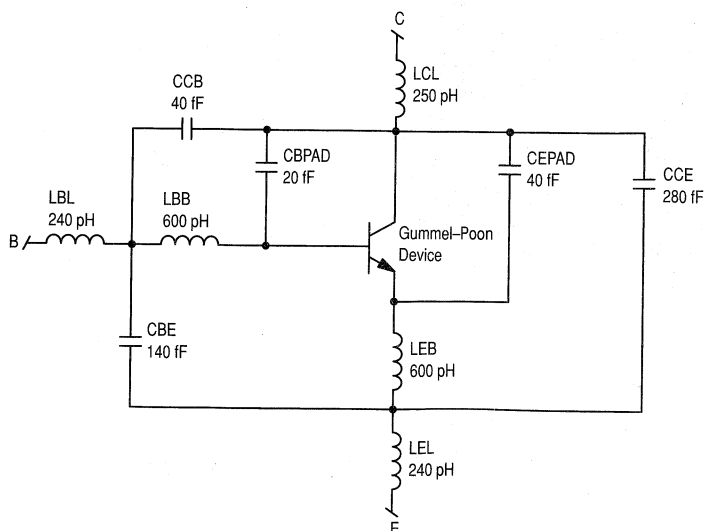 C
LCL
250 pH
CCB
40 fF
CBPAD
20 fF
CEPAD
40 fF
CCE
280 fF
LBL
240 pH
LBB
600 pH
B
Gummel–Poon
Device
CBE
140 fF
LEB
600 pH
LEL
240 pH
E